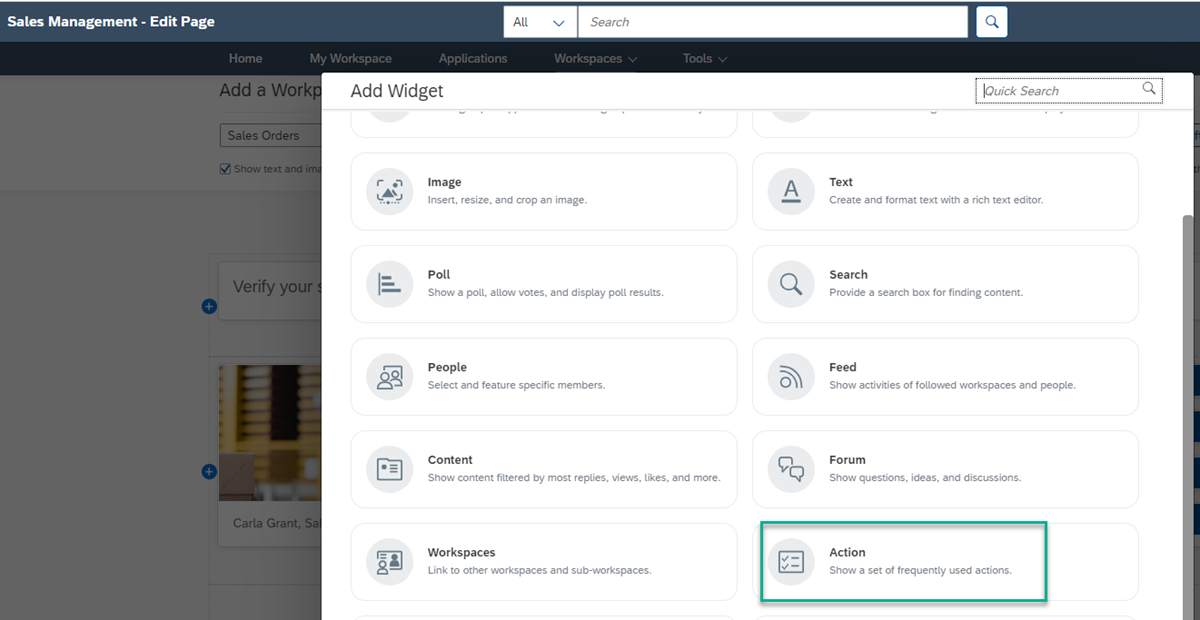 Sales Management - Edit Page
All
Search
Home
My Workspace
Applications
Workspaces
Tools
Add a Workp
Add Widget
Quick Search
Sales Orders
Show text and ima
Image
Insert, resize, and crop an image.
Text
Create and format text with a rich text editor.
Verify your s
Poll
Show a poll, allow votes, and display poll results.
Search
Provide a search box for finding content.
People
Select and feature specific members.
Feed
Show activities of followed workspaces and people.
Content
Show content filtered by most replies, views, likes, and more.
Forum
Show questions, ideas, and discussions.
Carla Grant, Sal
Workspaces
Link to other workspaces and sub-workspaces.
Action
Show a set of frequently used actions.